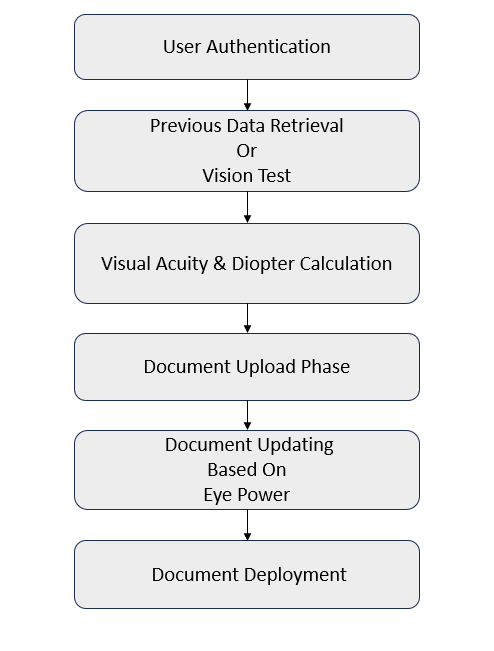 User Authentication
Previous Data Retrieval
Or
Vision Test
Visual Acuity & Diopter Calculation
Document Upload Phase
Document Updating
Based On
Eye Power
Document Deployment